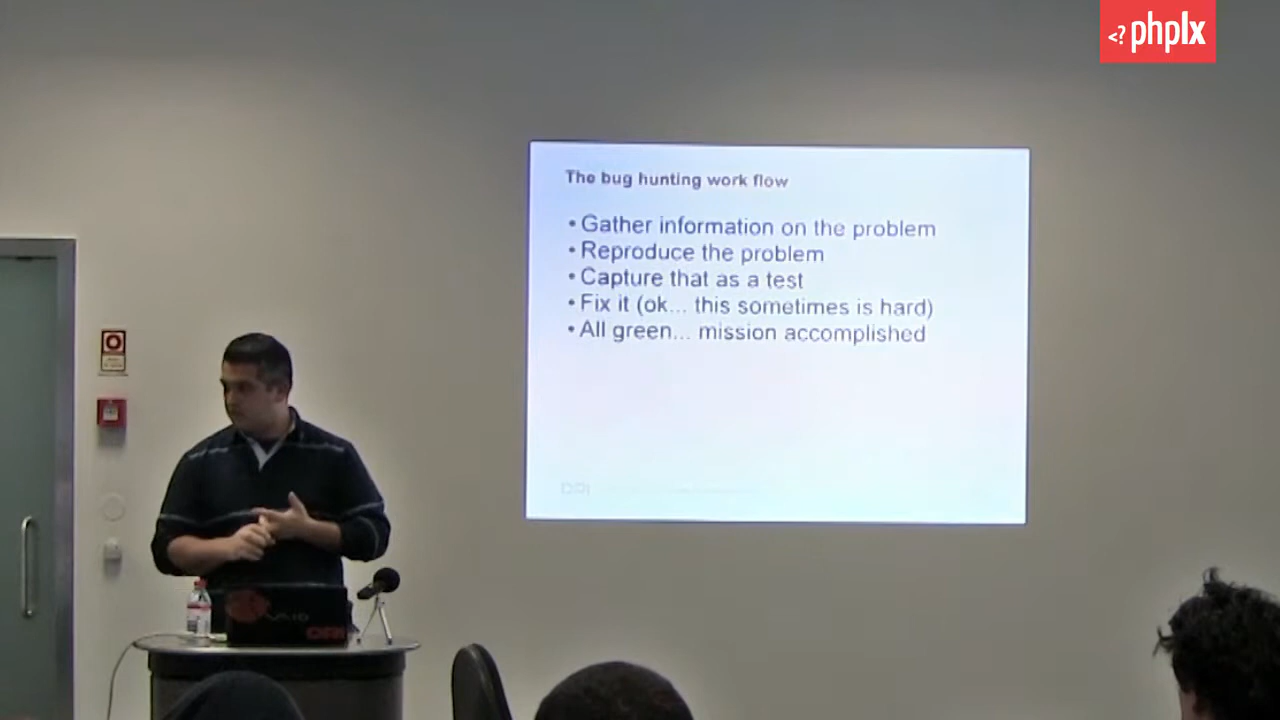 <? phplx
The bug hunting work flow
• Gather information on the problem
• Reproduce the problem
• Capture that as a test
• Fix it (ok... this sometimes is hard)
• All green... mission accomplished
VAIO